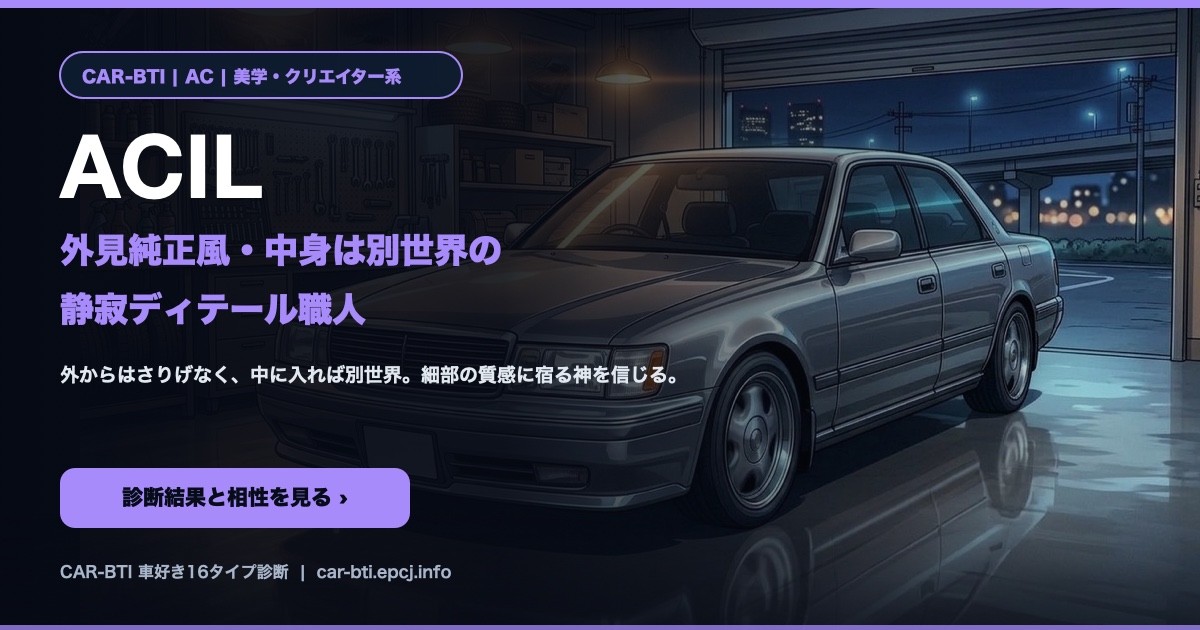 CAR-BTI | AC | 美学・クリエイター系
ACIL
外見純正風・中身は別世界の
静寂ディテール職人
外からはさりげなく、中に入れば別世界。細部の質感に宿る神を信じる。
診断結果と相性を見る ›
CAR-BTI 車好き16タイプ診断 | car-bti.epcj.info